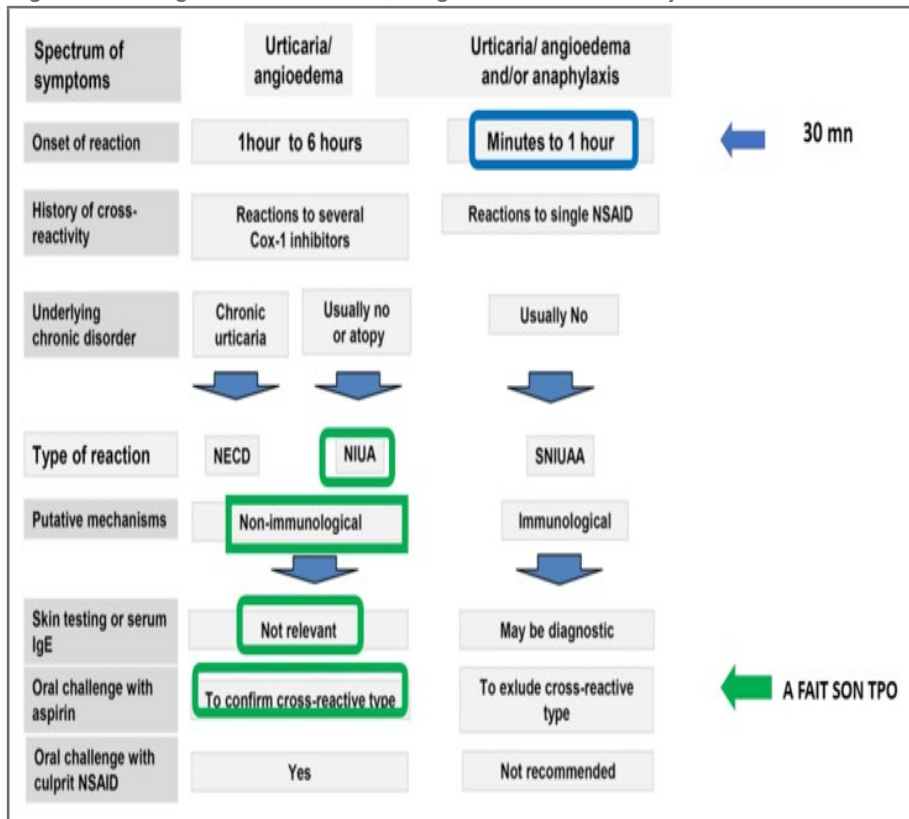 Spectrum of
symptoms
Urticaria/
angioedema
Urticaria/ angioedema
and/or anaphylaxis
Onset of reaction
1hour to 6 hours
Minutes to 1 hour
30 mn
History of cross-
reactivity
Reactions to several
Cox-1 inhibitors
Reactions to single NSAID
Underlying
chronic disorder
Chronic
urticaria
Usually no
or atopy
Usually No
Type of reaction
NECD
NIUA
SNIUAA
Putative mechanisms
Non-immunological
Immunological
Skin testing or serum
IgE
Not relevant
May be diagnostic
Oral challenge with
aspirin
To confirm cross-reactive type
To exlude cross-reactive
type
A FAIT SON TPO
Oral challenge with
culprit NSAID
Yes
Not recommended